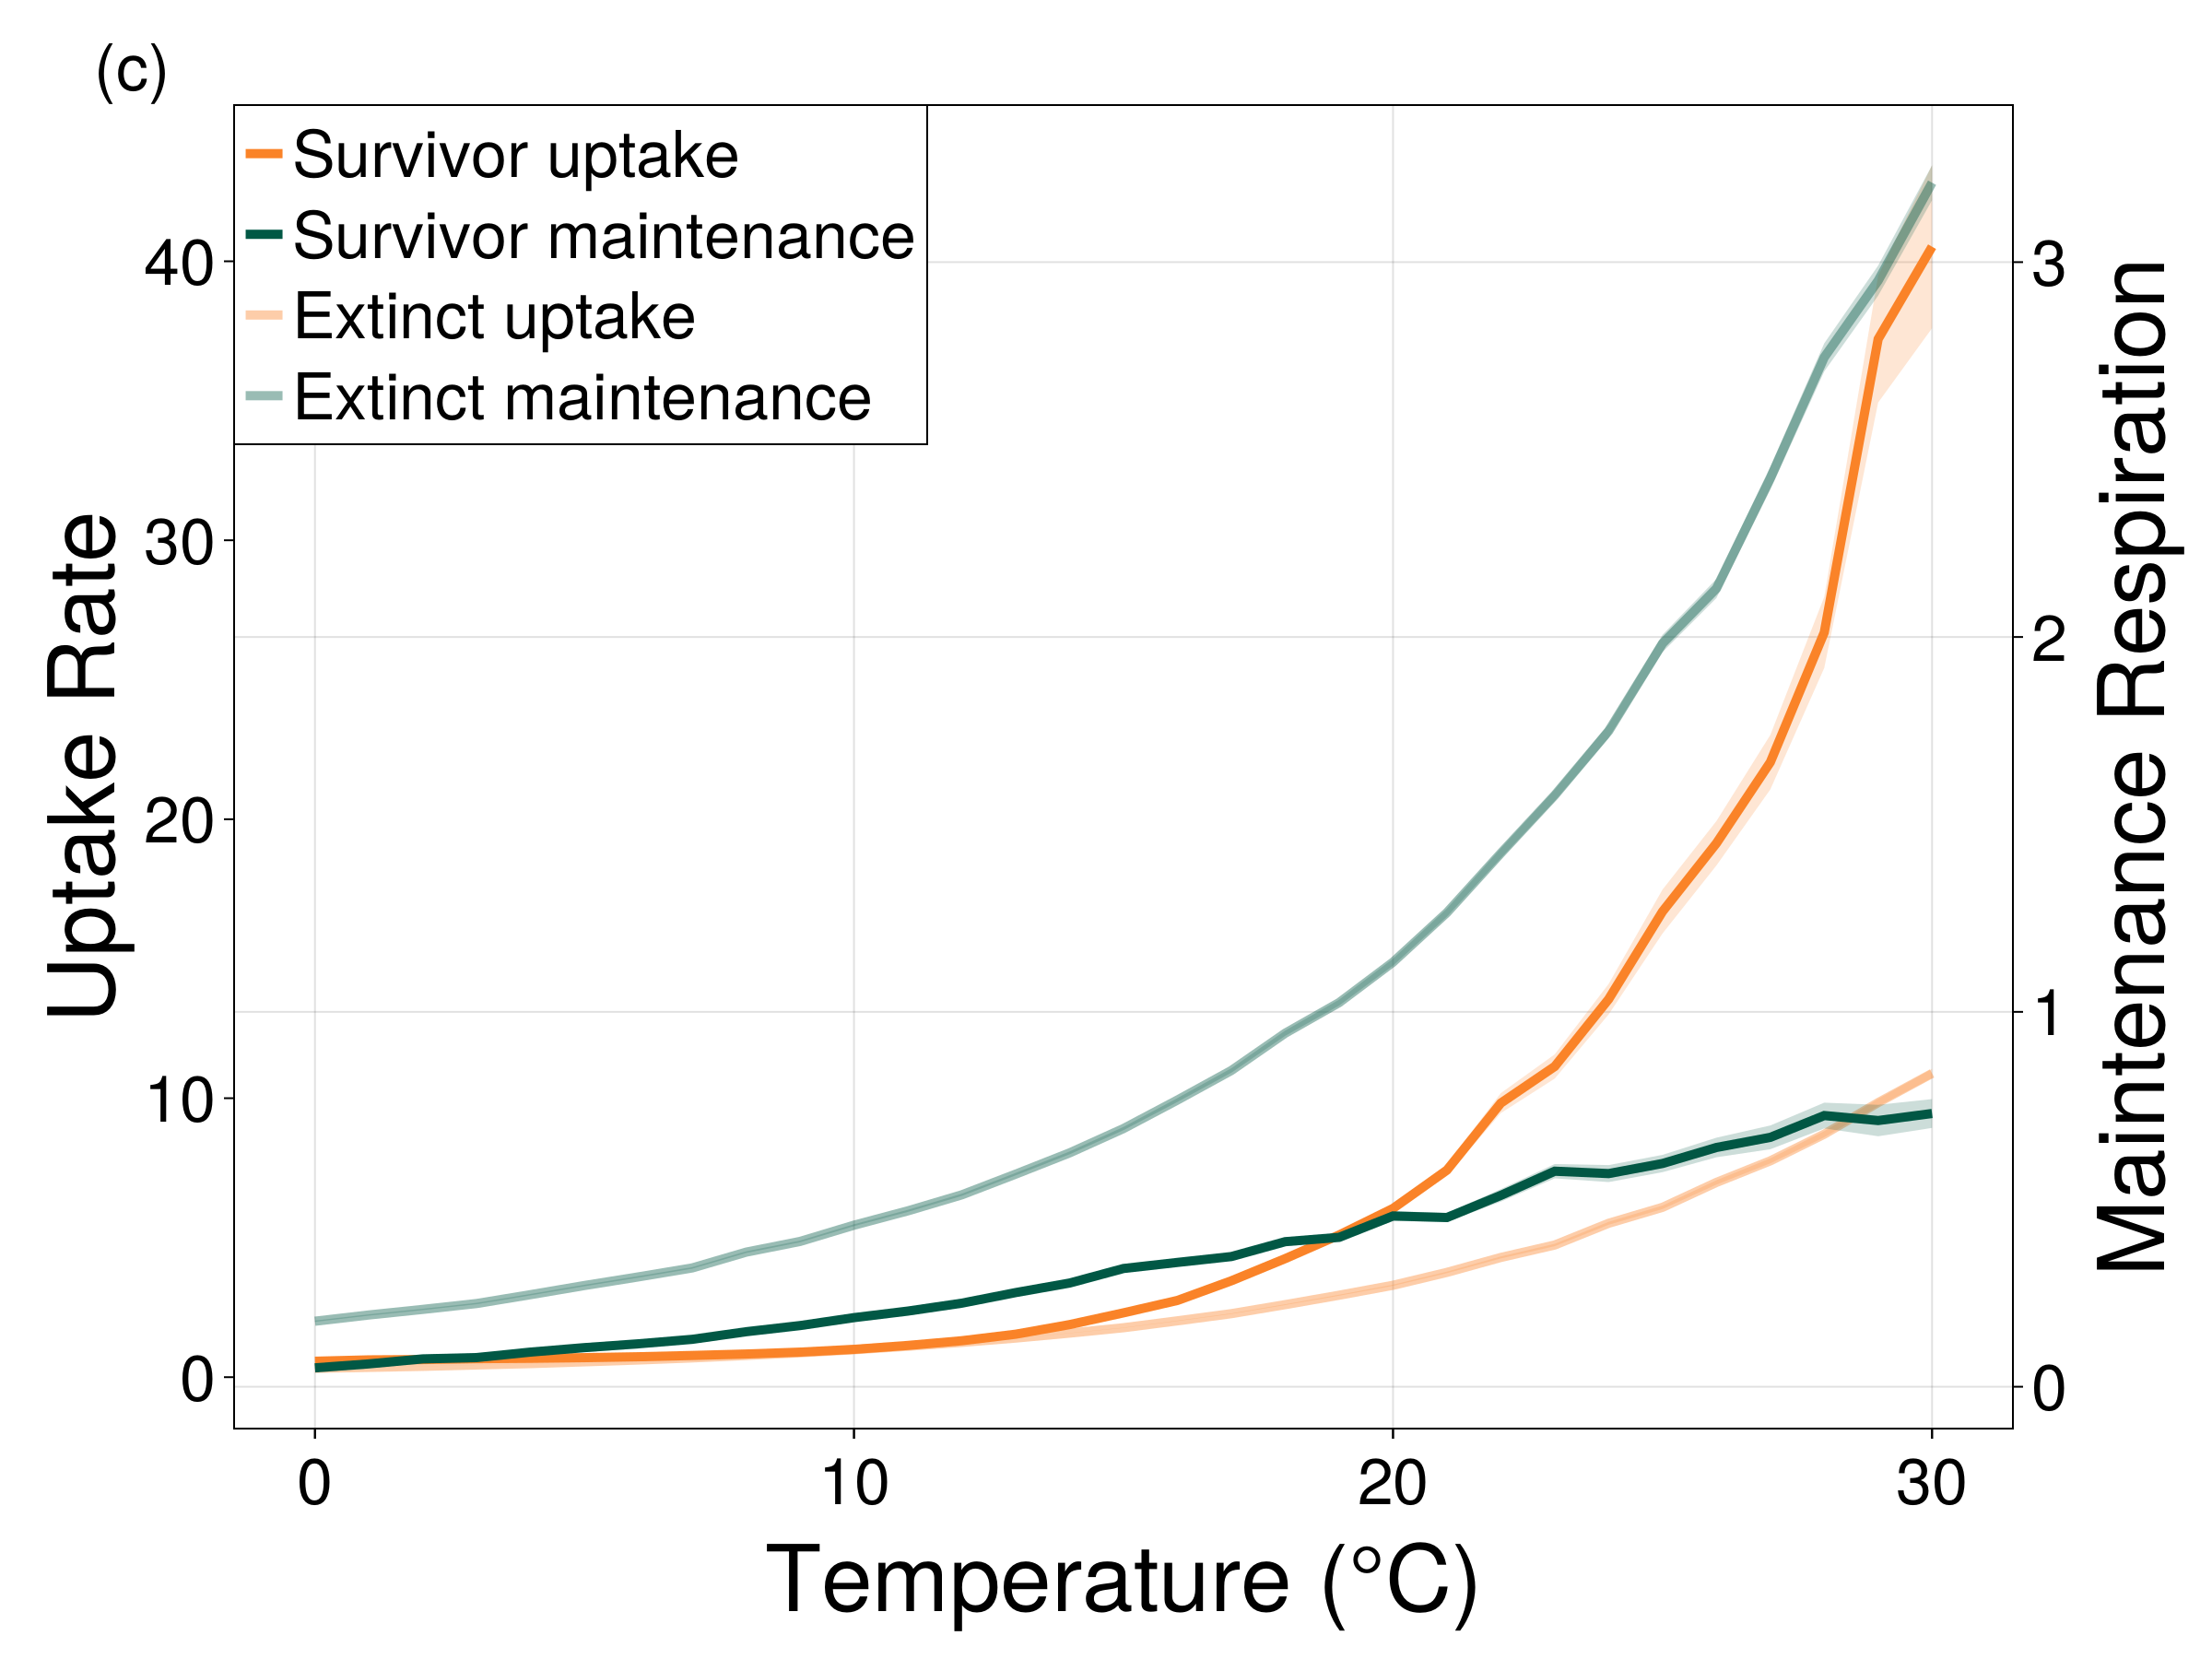 (c)
Survivor uptake
Survivor maintenance
Extinct uptake
Extinct maintenance
Uptake Rate
40
30
20
10
0
3
2
1
0
Maintenance Respiration
0 10 20 30
Temperature (°C)